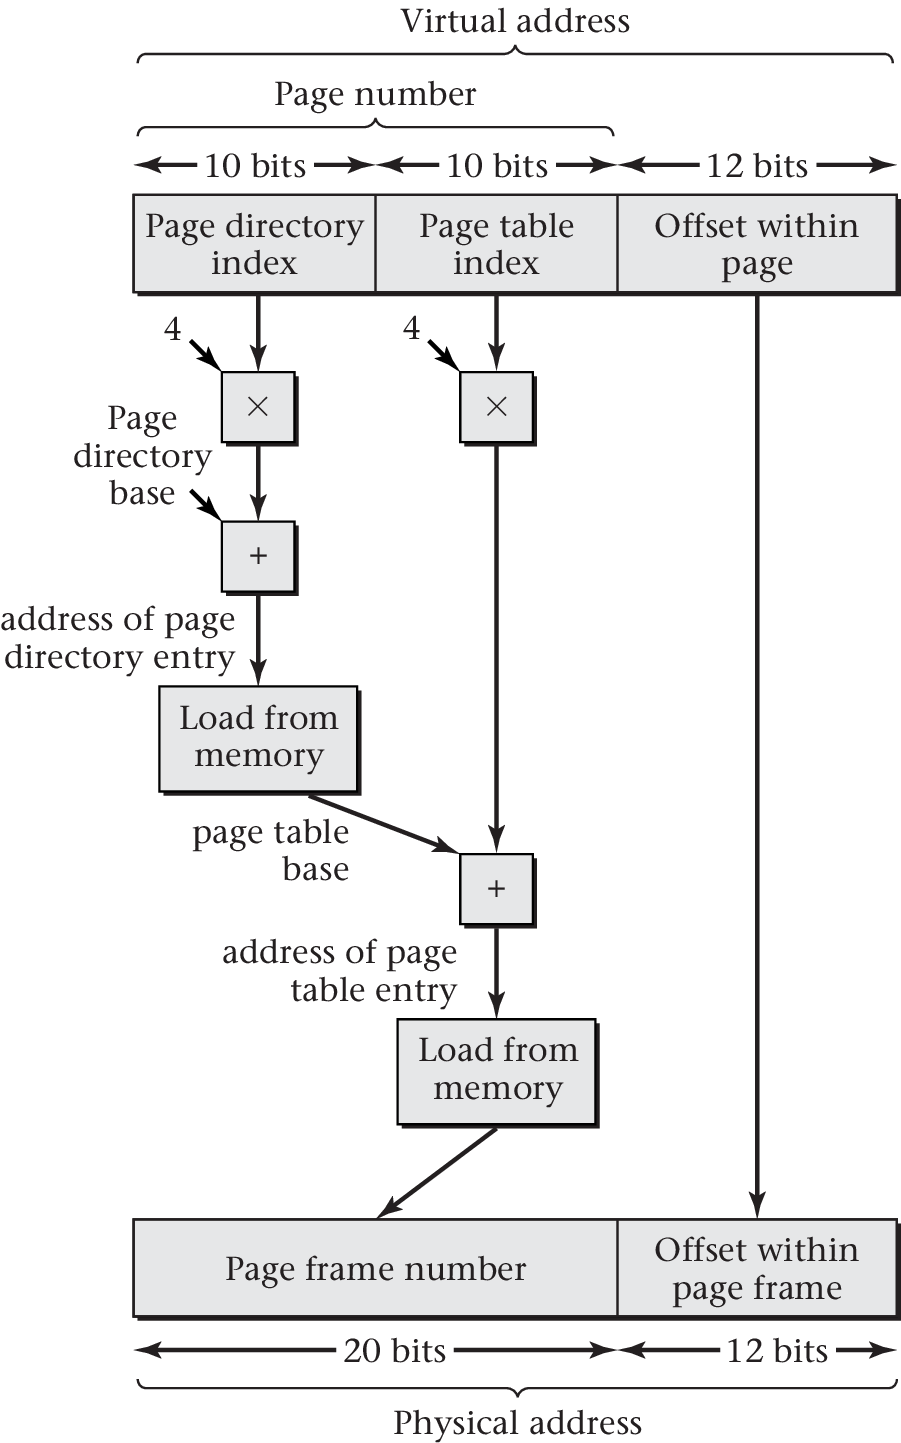 Virtual address
Page number
10 bits
10 bits
12 bits
Page directory
index
Page table
index
Offset within
page
4
4
×
×
Page
directory
base
+
address of page
directory entry
Load from
memory
page table
base
+
address of page
table entry
Load from
memory
Page frame number
Offset within
page frame
20 bits
12 bits
Physical address